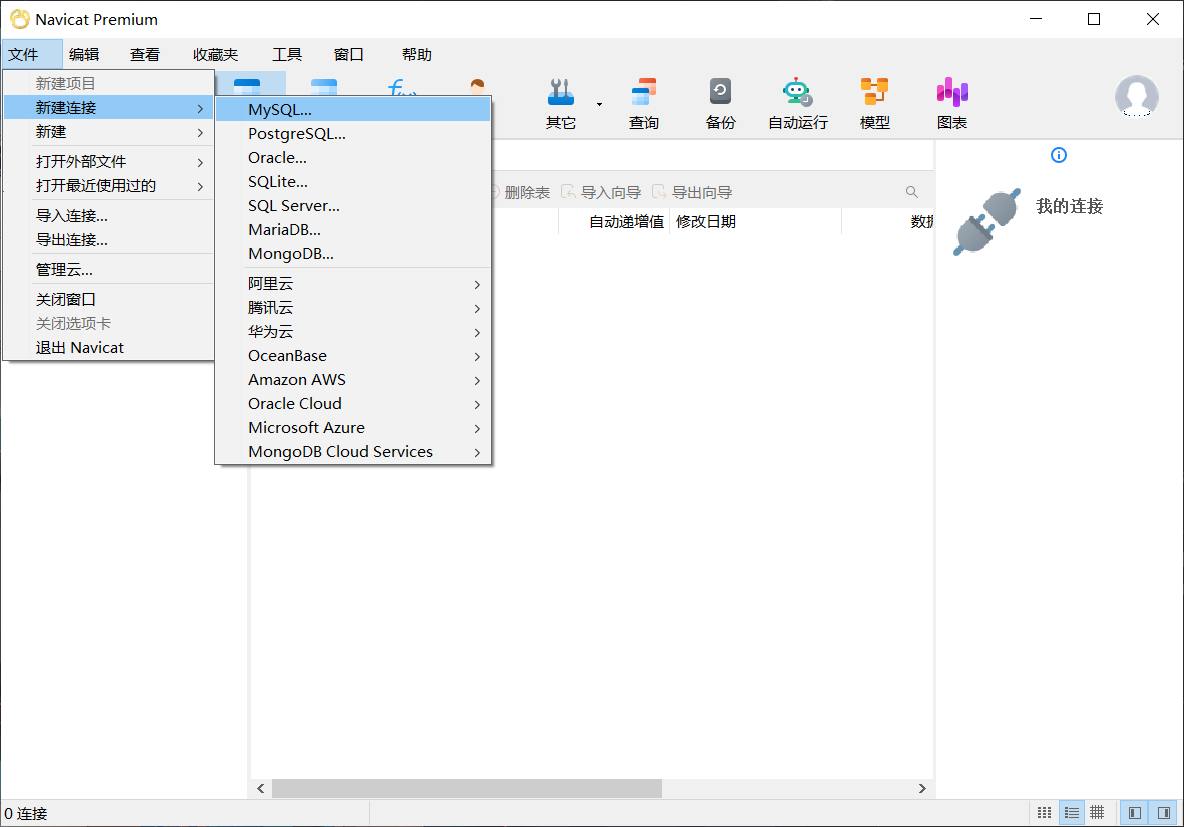 Navicat Premium
文件 编辑 查看 收藏夹 工具 窗口 帮助
新建项目
新建连接
新建
打开外部文件
打开最近使用过的
导入连接...
导出连接...
管理云...
关闭窗口
关闭选项卡
退出 Navicat
MySQL...
PostgreSQL...
Oracle...
SQLite...
SQL Server...
MariaDB...
MongoDB...
阿里云
腾讯云
华为云
OceanBase
Amazon AWS
Oracle Cloud
Microsoft Azure
MongoDB Cloud Services
其它 查询 备份 自动运行 模型 图表
删除表 导入向导 导出向导
自动递增值 修改日期 数据
我的连接
0 连接